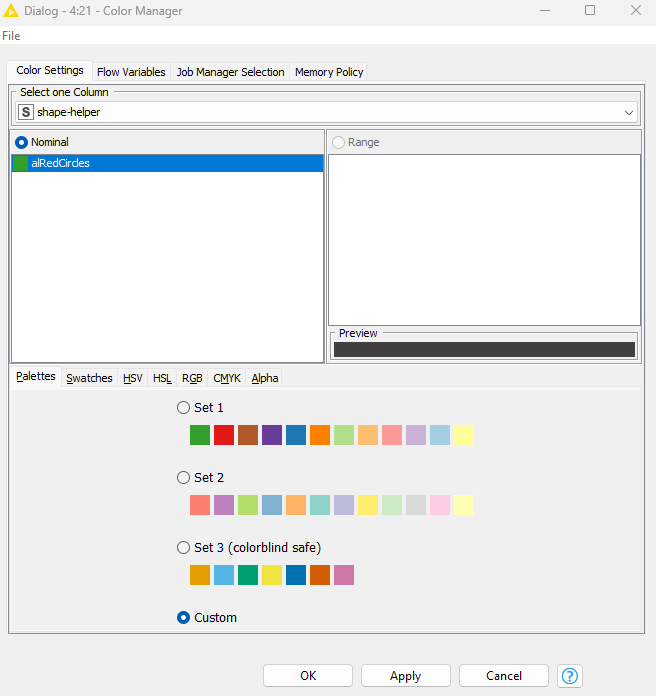 Dialog - 4:21 - Color Manager
File
Color Settings Flow Variables Job Manager Selection Memory Policy
Select one Column
S shape-helper
Nominal Range
alRedCircles
Preview
Palettes Swatches HSV HSL RGB CMYK Alpha
Set 1
Set 2
Set 3 (colorblind safe)
Custom
OK Apply Cancel ?